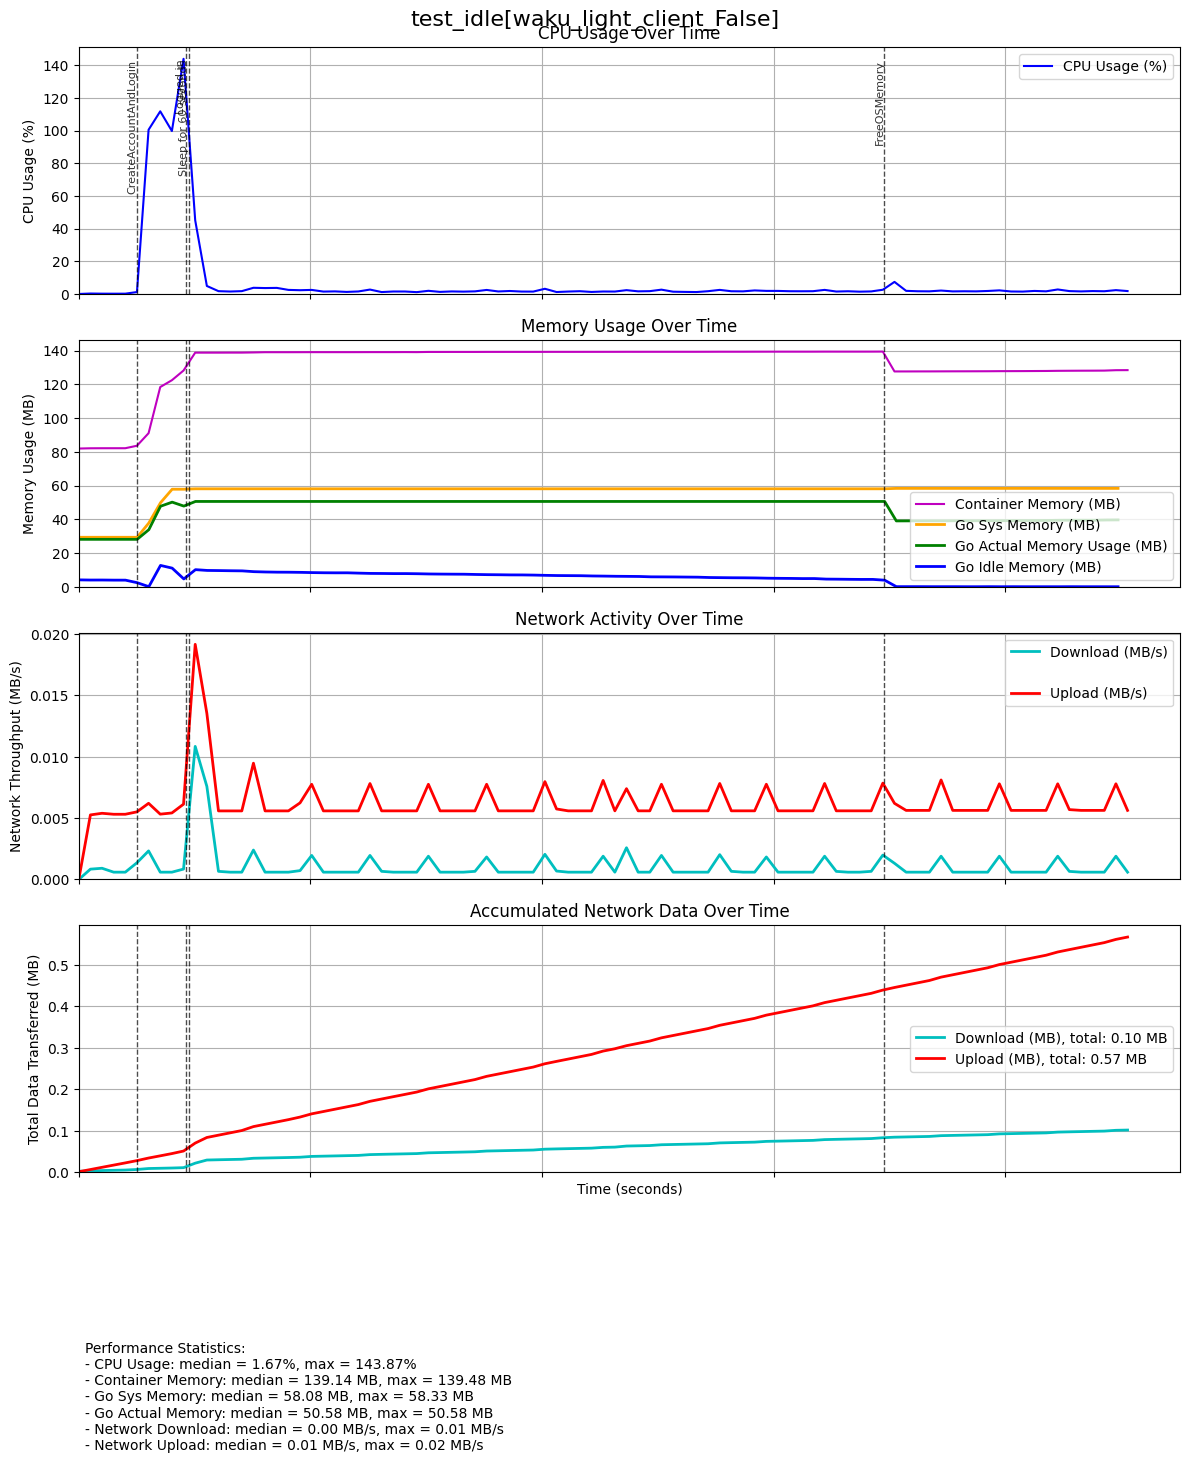 test_idle[waku_light_client_False]
CPU Usage Over Time
CPU Usage (%)
140
120
100
80
60
40
20
0
CreateAccountAndLogin
FreeOSMemory
CPU Usage (%)
Memory Usage Over Time
Memory Usage (MB)
140
120
100
80
60
40
20
0
Container Memory (MB)
Go Sys Memory (MB)
Go Actual Memory Usage (MB)
Go Idle Memory (MB)
Network Activity Over Time
Network Throughput (MB/s)
0.020
0.015
0.010
0.005
0.000
Download (MB/s)
Upload (MB/s)
Accumulated Network Data Over Time
Total Data Transferred (MB)
0.5
0.4
0.3
0.2
0.1
0.0
Download (MB), total: 0.10 MB
Upload (MB), total: 0.57 MB
Time (seconds)
Performance Statistics:
- CPU Usage: median = 1.67%, max = 143.87%
- Container Memory: median = 139.14 MB, max = 139.48 MB
- Go Sys Memory: median = 58.08 MB, max = 58.33 MB
- Go Actual Memory: median = 50.58 MB, max = 50.58 MB
- Network Download: median = 0.00 MB/s, max = 0.01 MB/s
- Network Upload: median = 0.01 MB/s, max = 0.02 MB/s